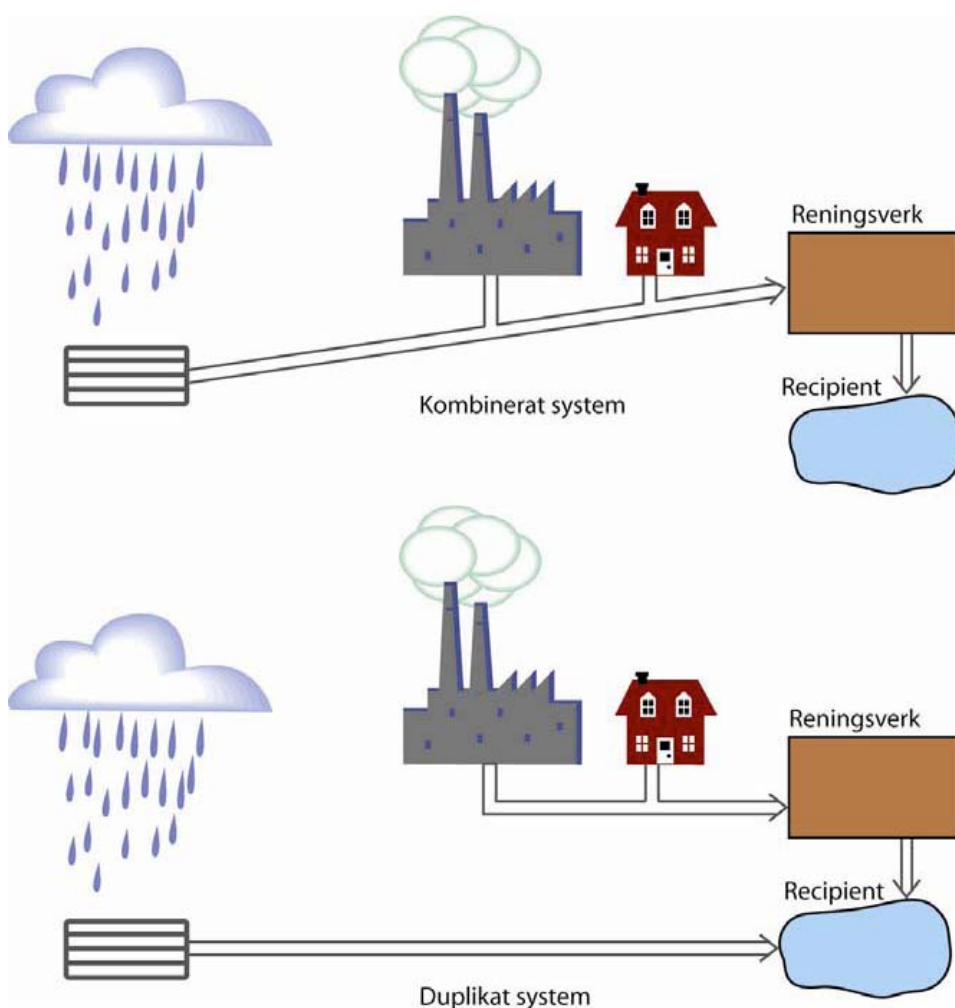 Reningsverk
Recipient
Kombinerat system
Reningsverk
Recipient
Duplikat system